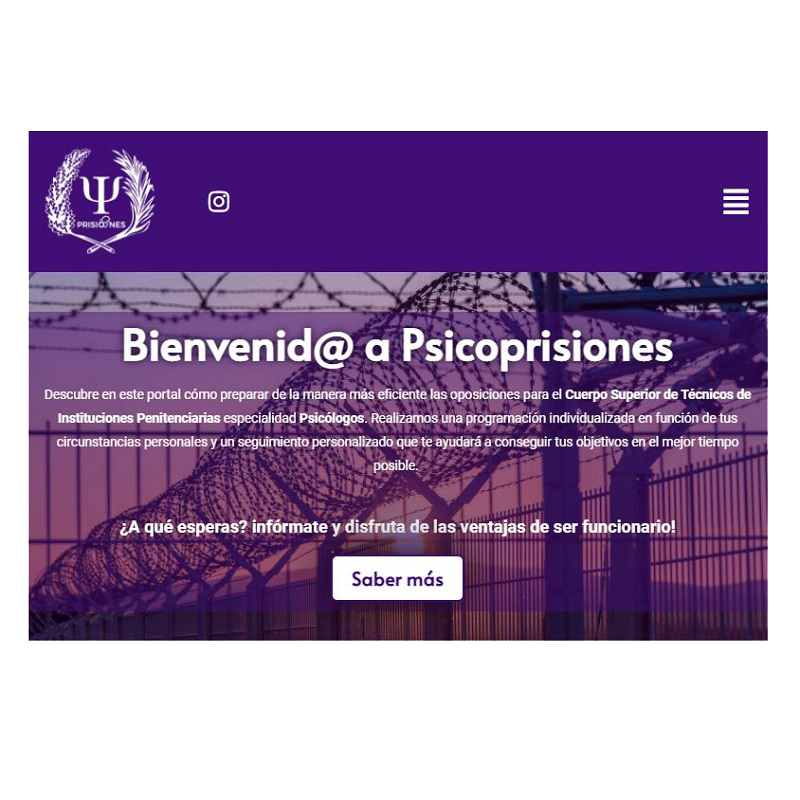 Ψ
PRISIONES
Bienvenid@ a Psicoprisiones
Descubre en este portal cómo preparar de la manera más eficiente las oposiciones para el Cuerpo Superior de Técnicos de
Instituciones Penitenciarias especialidad Psicólogos. Realizamos una programación individualizada en función de tus
circunstancias personales y un seguimiento personalizado que te ayudará a conseguir tus objetivos en el mejor tiempo
posible.
¿A qué esperas? infórmate y disfruta de las ventajas de ser funcionario!
Saber más